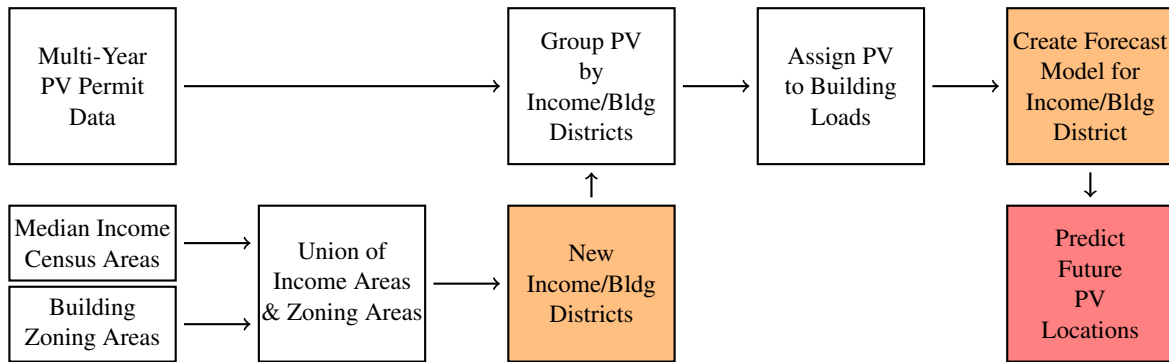 Multi-Year
PV Permit
Data
Group PV
by
Income/Bldg
Districts
Assign PV
to Building
Loads
Create Forecast
Model for
Income/Bldg
District
Median Income
Census Areas
Building
Zoning Areas
Union of
Income Areas
& Zoning Areas
New
Income/Bldg
Districts
Predict
Future
PV
Locations